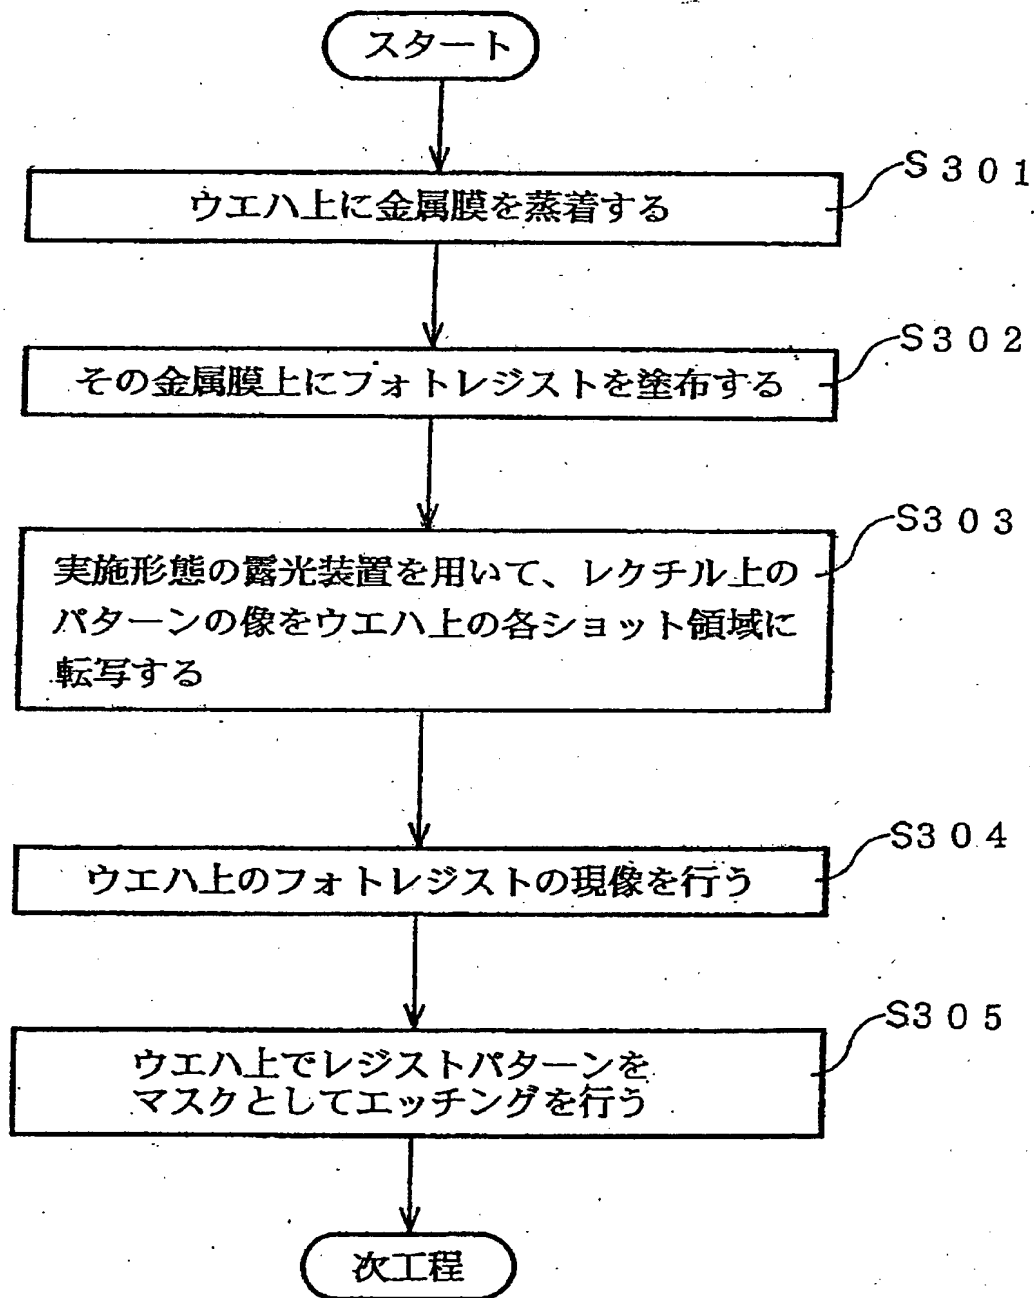 スタート
S301
ウエハ上に金属膜を蒸着する
S302
その金属膜上にフォトレジストを塗布する
S303
実施形態の露光装置を用いて、レクチル上の
パターンの像をウエハ上の各ショット領域に
転写する
S304
ウエハ上のフォトレジストの現像を行う
S305
ウエハ上でレジストパターンを
マスクとしてエッチングを行う
次工程